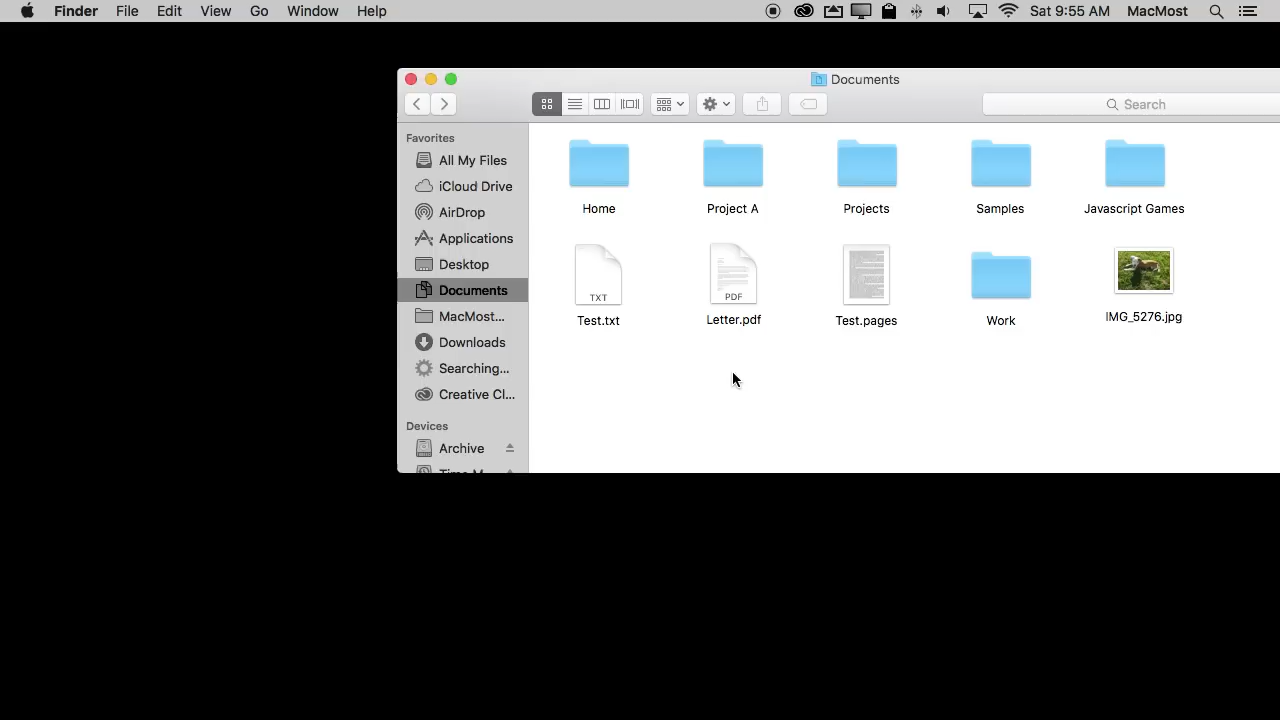 Finder File Edit View Go Window Help Sat 9:55 AM MacMost
Documents
Search
Favorites
All My Files
iCloud Drive
AirDrop
Applications
Desktop
Documents
MacMost...
Downloads
Searching...
Creative Cl...
Devices
Archive
Home Project A Projects Samples Javascript Games
TXT PDF
Test.txt Letter.pdf Test.pages Work IMG_5276.jpg